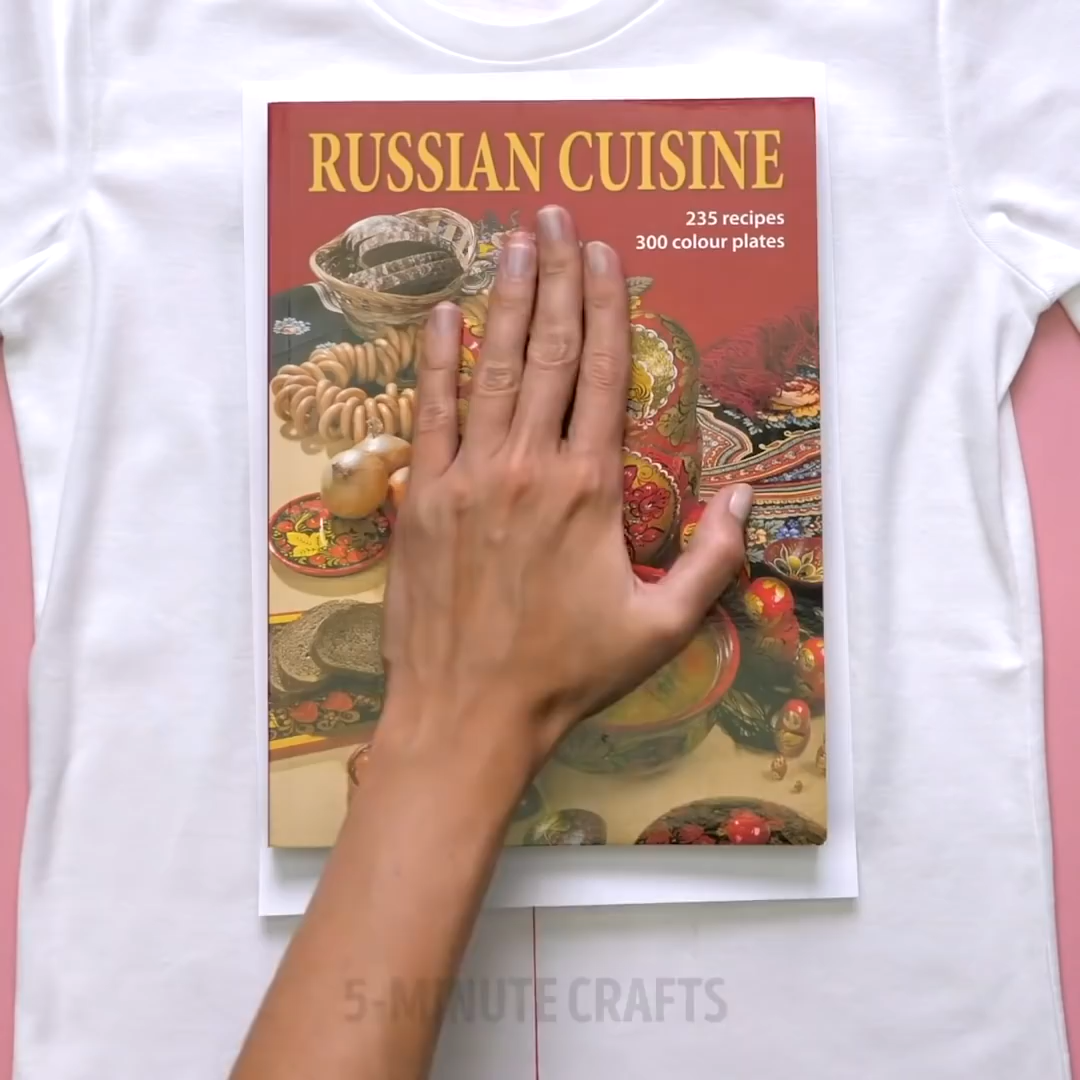 RUSSIAN CUISINE
235 recipes
300 colour plates
5-MINUTE CRAFTS